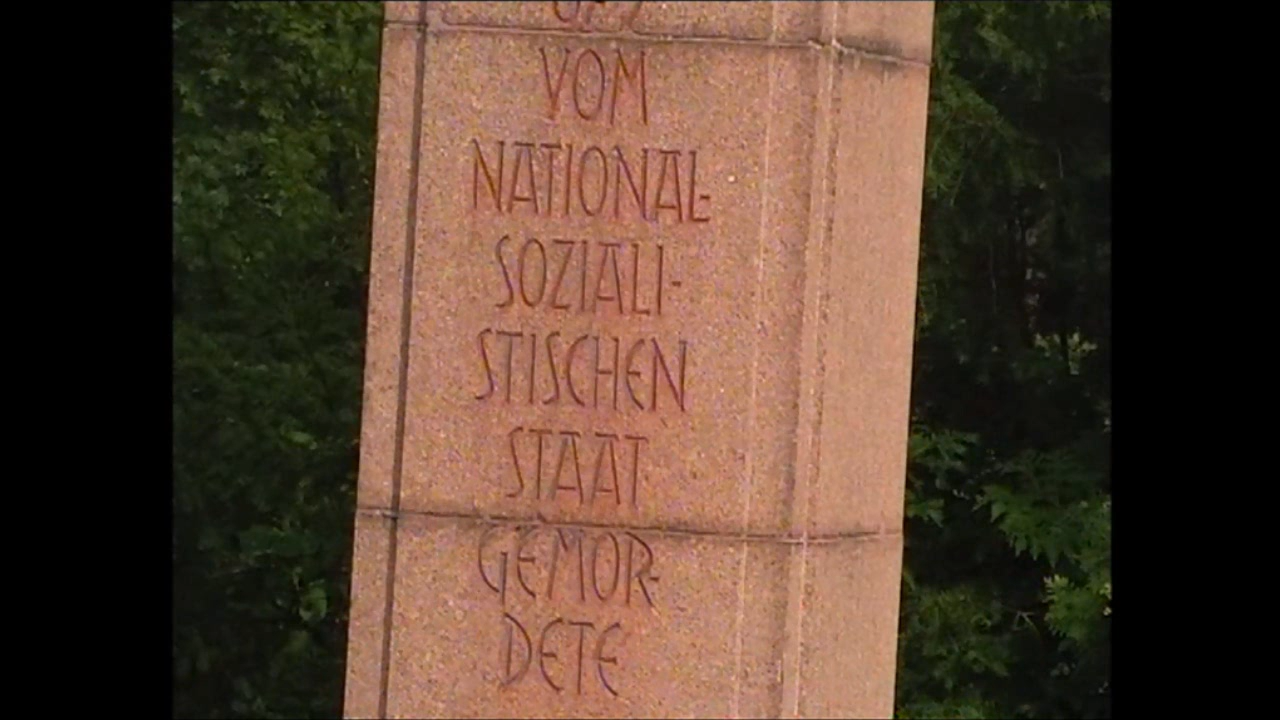 VOM
NATIONAL-
SOZIALI-
STISCHEN
STAAT
GEMOR-
DETE